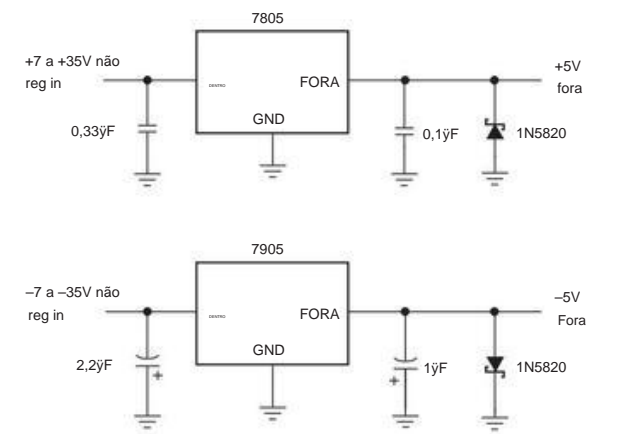 7805
+7 a +35V não
reg in
DENTRO
FORA
GND
+5V
fora
0,33ÿF
0,1ÿF
1N5820
7905
–7 a –35V não
reg in
DENTRO
FORA
GND
–5V
Fora
2,2ÿF
+
1ÿF
+
1N5820